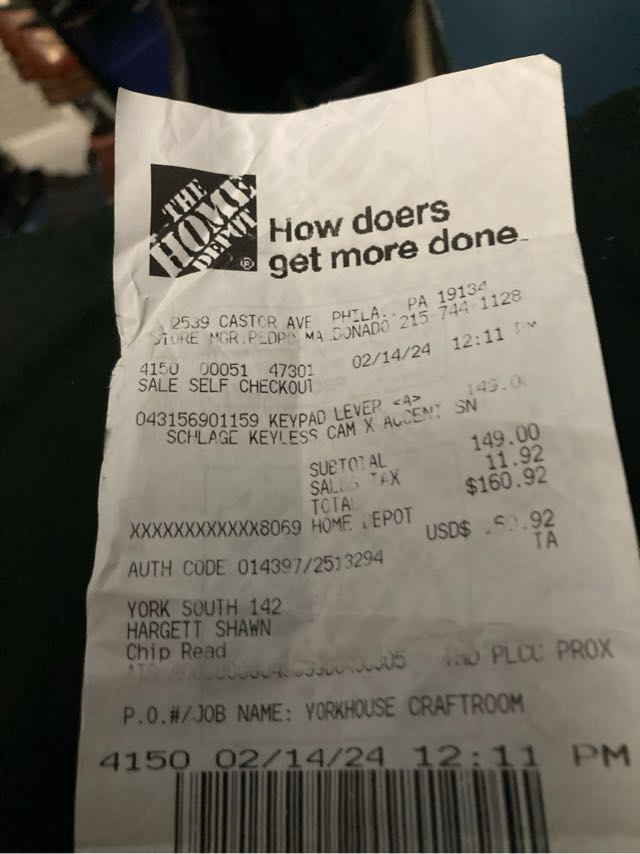 THE
HOME
DEPOT
How doers
get more done
2539 CASTOR AVE PHILA. PA 19134
STORE MGR. 215-744-1128
4150 00051 47301 02/14/24 12:11 PM
SALE SELF CHECKOUT
043156901159 KEYPAD LEVER <A>
SCHLAGE KEYLESS CAM X ACCENT SN
SUBTOTAL 149.00
SALES TAX 11.92
TOTAL $160.92
XXXXXXXXXXXX8069 HOME DEPOT
USD$
TA
AUTH CODE 014397/2513294
YORK SOUTH 142
HARGETT SHAWN
Chip Read
PLCC PROX
P.O.#/JOB NAME: YORKHOUSE CRAFTROOM
4150 02/14/24 12:11 PM